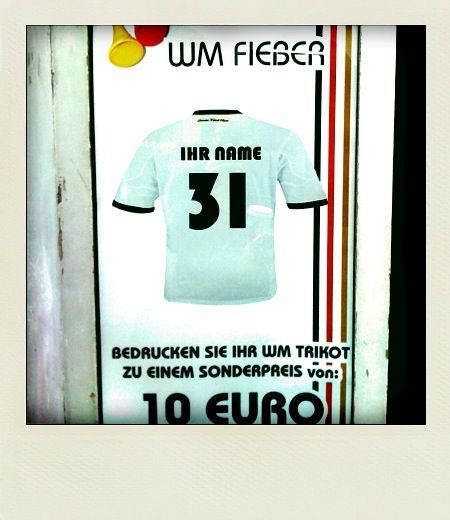 WM FIEBER
IHR NAME
31
BEDRUCKEN SIE IHR WM TRIKOT
ZU EINEM SONDERPREIS von:
10 EURO